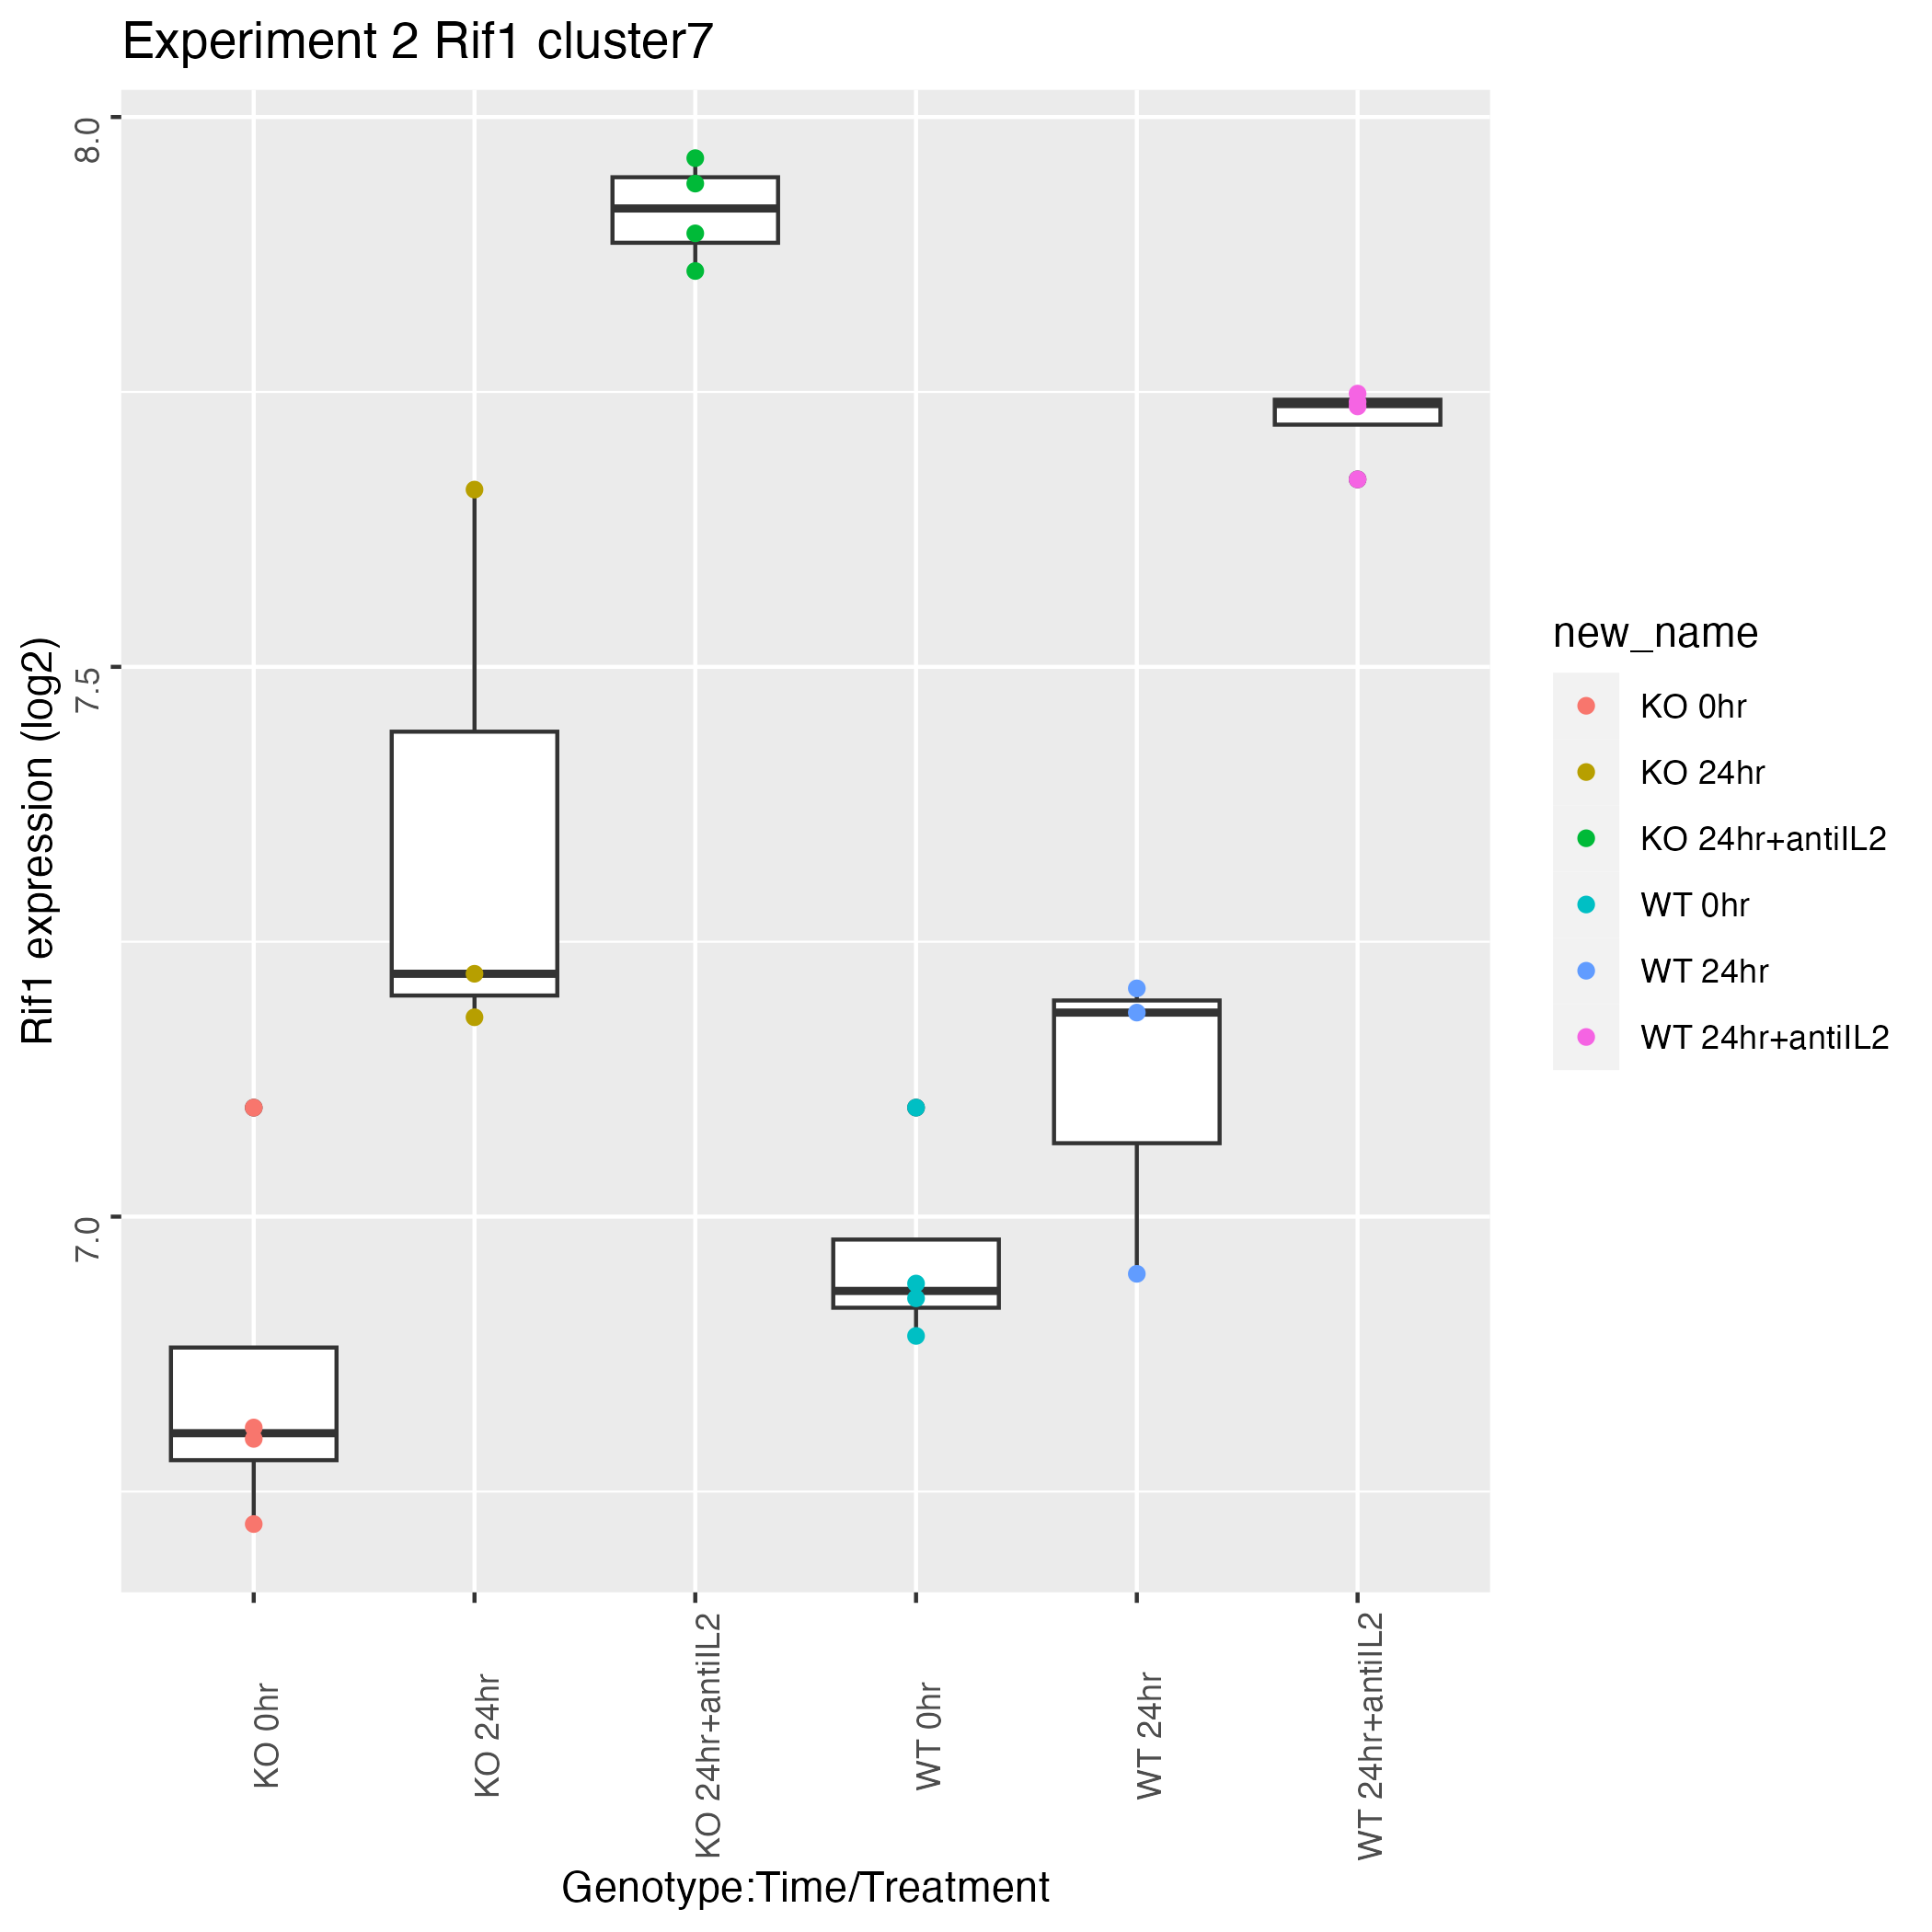 Experiment 2 Rif1 cluster7
Rif1 expression (log2)
8.0
7.5
7.0
KO 0hr
KO 24hr
KO 24hr+antiIL2
WT 0hr
WT 24hr
WT 24hr+antiIL2
Genotype:Time/Treatment
new_name
KO 0hr
KO 24hr
KO 24hr+antiIL2
WT 0hr
WT 24hr
WT 24hr+antiIL2